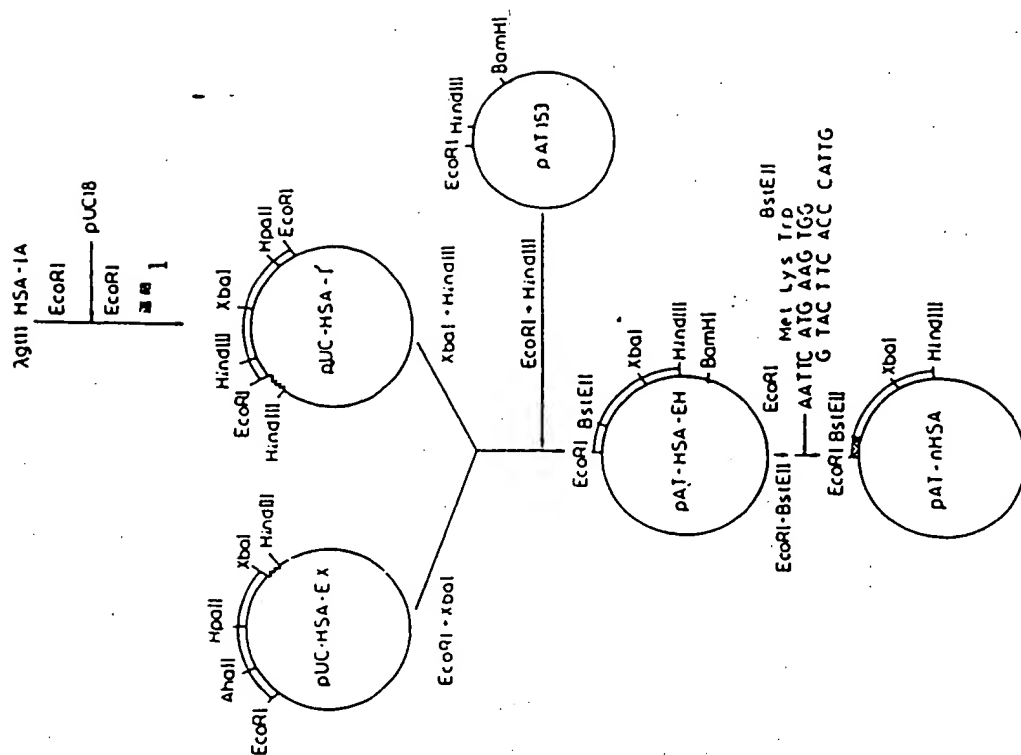 λgt11 HSA-1A
EcoRI
pUC18
EcoRI
1
HindIII
XbaI
HpaII
EcoRI
EcoRI
HindIII
pUC-HSA-I'
AhaII
HpaII
XbaI
HindIII
EcoRI
pUC-HSA-EX
EcoRI HindIII
BamHI
pAT153
EcoRI + XbaI
XbaI + HindIII
EcoRI + HindIII
EcoRI
BstEII
XbaI
HindIII
BamHI
pAT-HSA-EH
EcoRI + BstEII
EcoRI
BstEII
Met Lys Trp
AATTC ATG AAG TGG
G TAC TTC ACC CATTG
EcoRI BstEII
XbaI
HindIII
pAT-nHSA